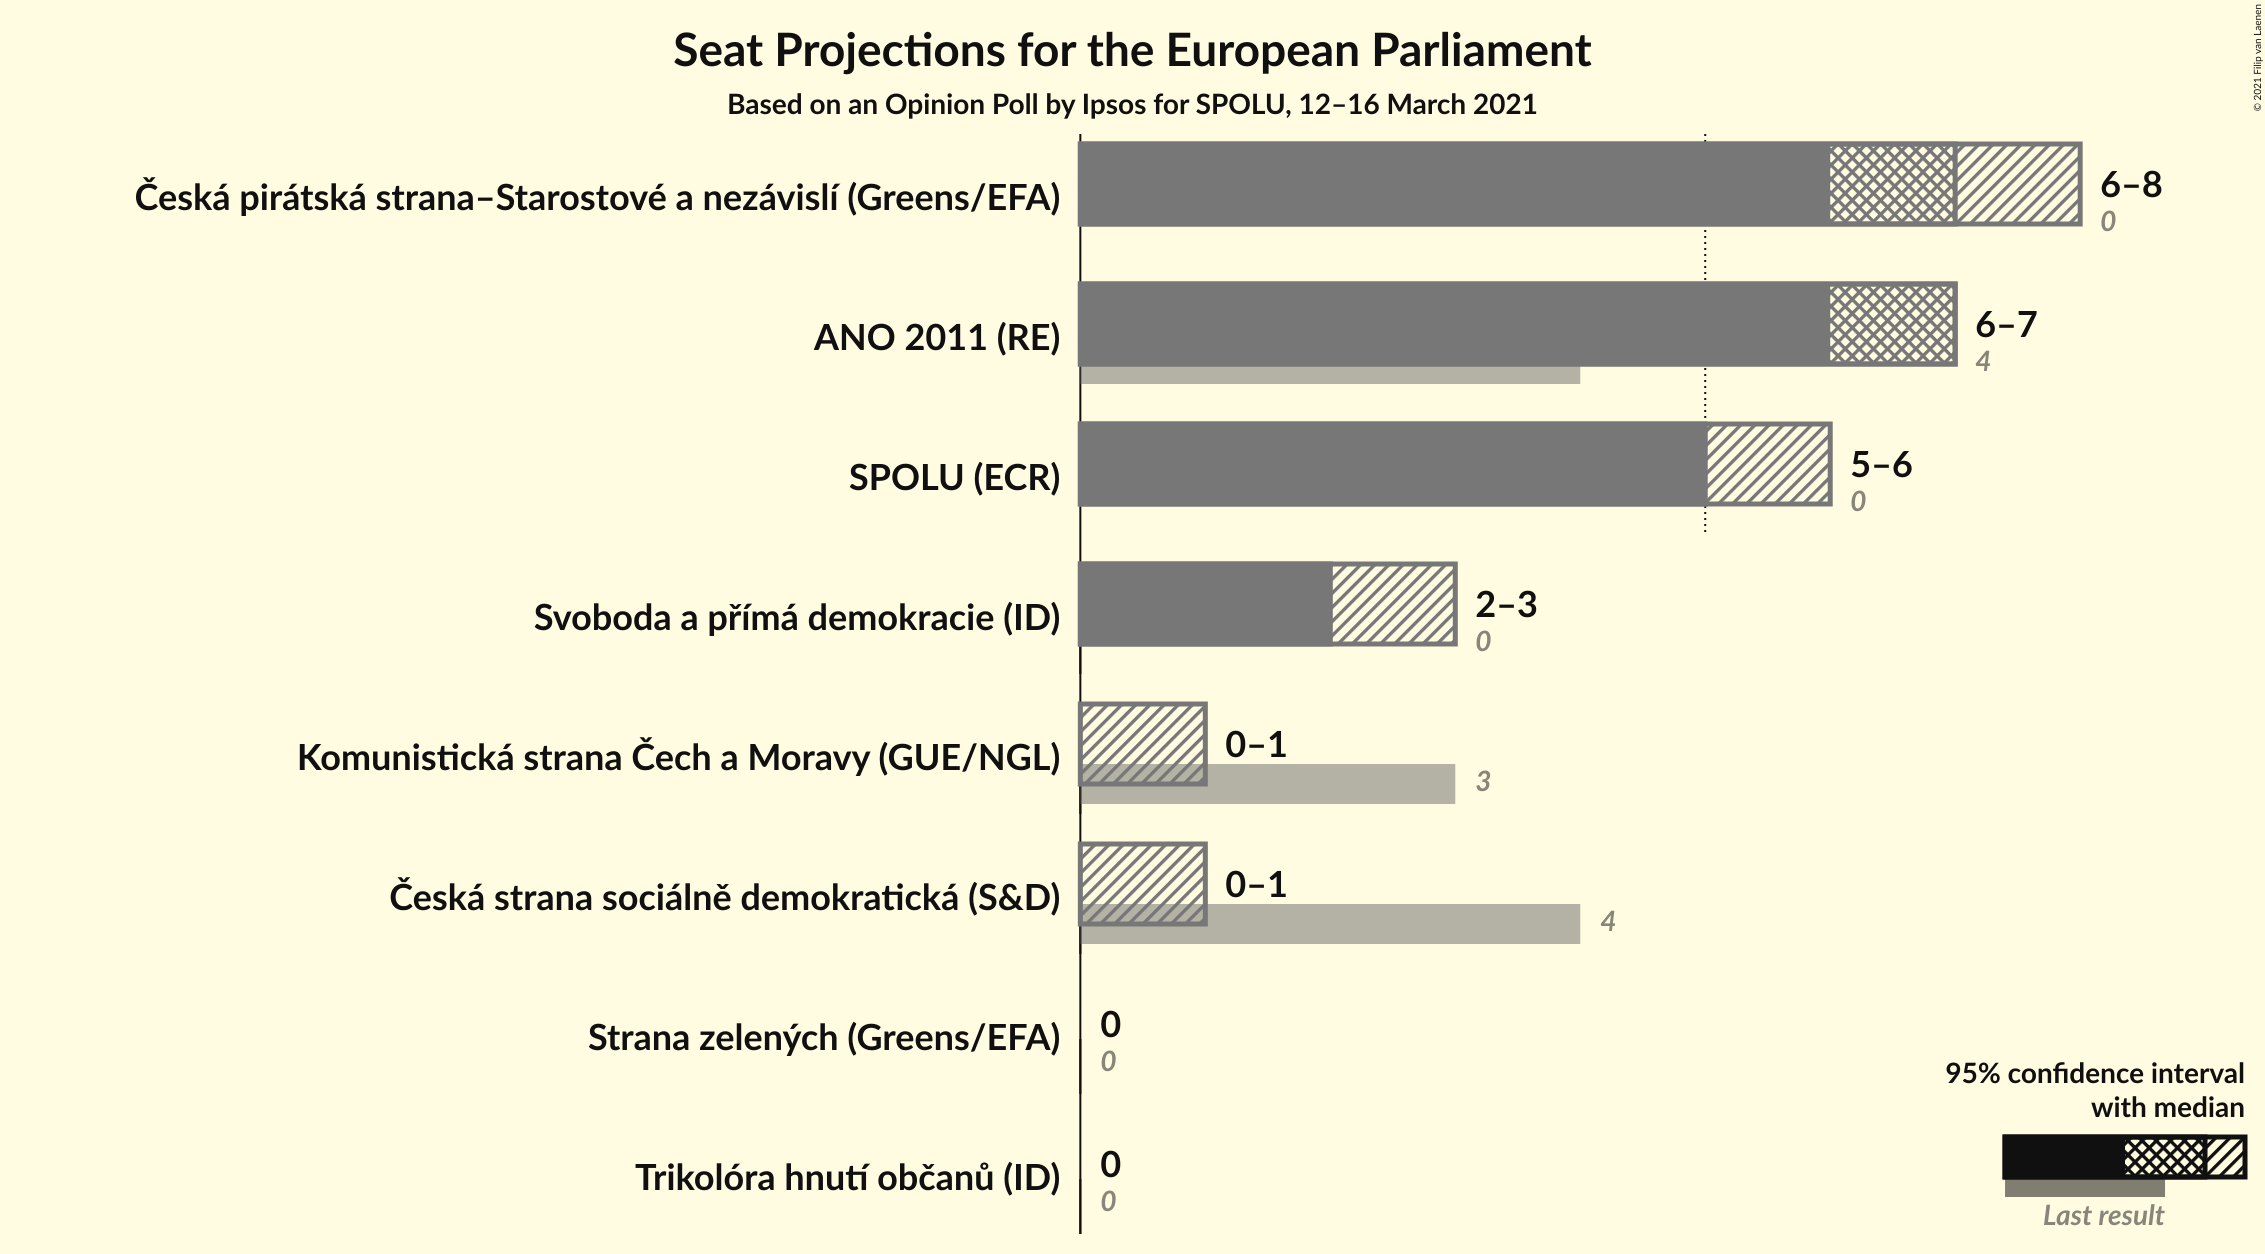 © 2021 Filip van Laenen
Seat Projections for the European Parliament
Based on an Opinion Poll by Ipsos for SPOLU, 12–16 March 2021
Česká pirátská strana–Starostové a nezávislí (Greens/EFA)
6–8
0
ANO 2011 (RE)
6–7
4
SPOLU (ECR)
5–6
0
Svoboda a přímá demokracie (ID)
2–3
0
Komunistická strana Čech a Moravy (GUE/NGL)
0–1
3
Česká strana sociálně demokratická (S&D)
0–1
4
Strana zelených (Greens/EFA)
0
0
Trikolóra hnutí občanů (ID)
0
0
95% confidence interval
with median
Last result